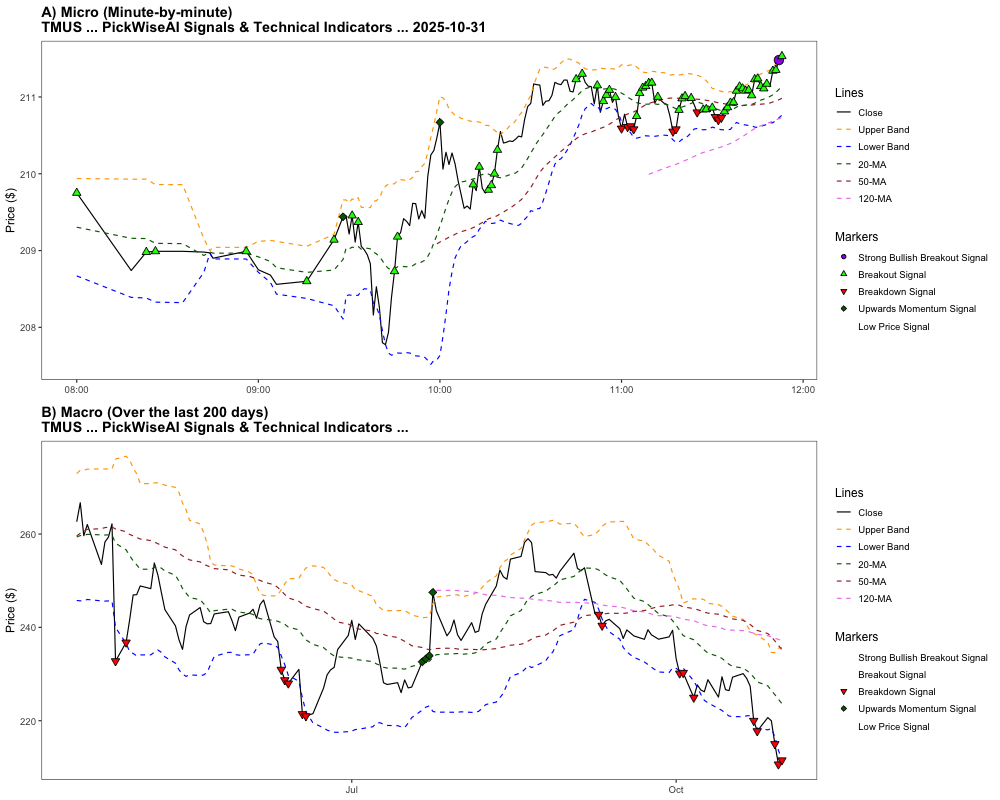 A) Micro (Minute-by-minute)
TMUS ... PickWiseAI Signals & Technical Indicators ... 2025-10-31
Price ($)
211
210
209
208
08:00
09:00
10:00
11:00
12:00
Lines
Close
Upper Band
Lower Band
20-MA
50-MA
120-MA
Markers
Strong Bullish Breakout Signal
Breakout Signal
Breakdown Signal
Upwards Momentum Signal
Low Price Signal
B) Macro (Over the last 200 days)
TMUS ... PickWiseAI Signals & Technical Indicators ...
Price ($)
260
240
220
Jul
Oct
Lines
Close
Upper Band
Lower Band
20-MA
50-MA
120-MA
Markers
Strong Bullish Breakout Signal
Breakout Signal
Breakdown Signal
Upwards Momentum Signal
Low Price Signal